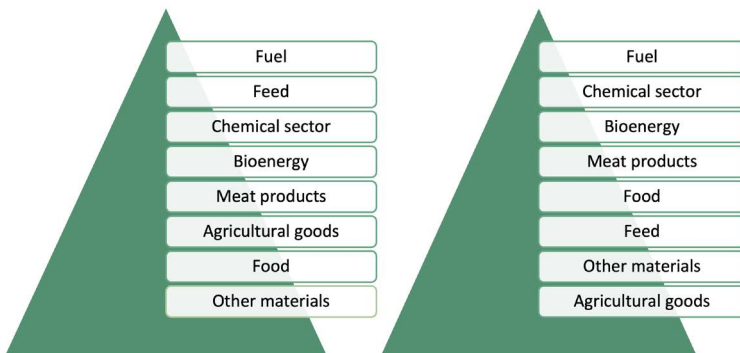 Fuel
Feed
Chemical sector
Bioenergy
Meat products
Agricultural goods
Food
Other materials
Fuel
Chemical sector
Bioenergy
Meat products
Food
Feed
Other materials
Agricultural goods